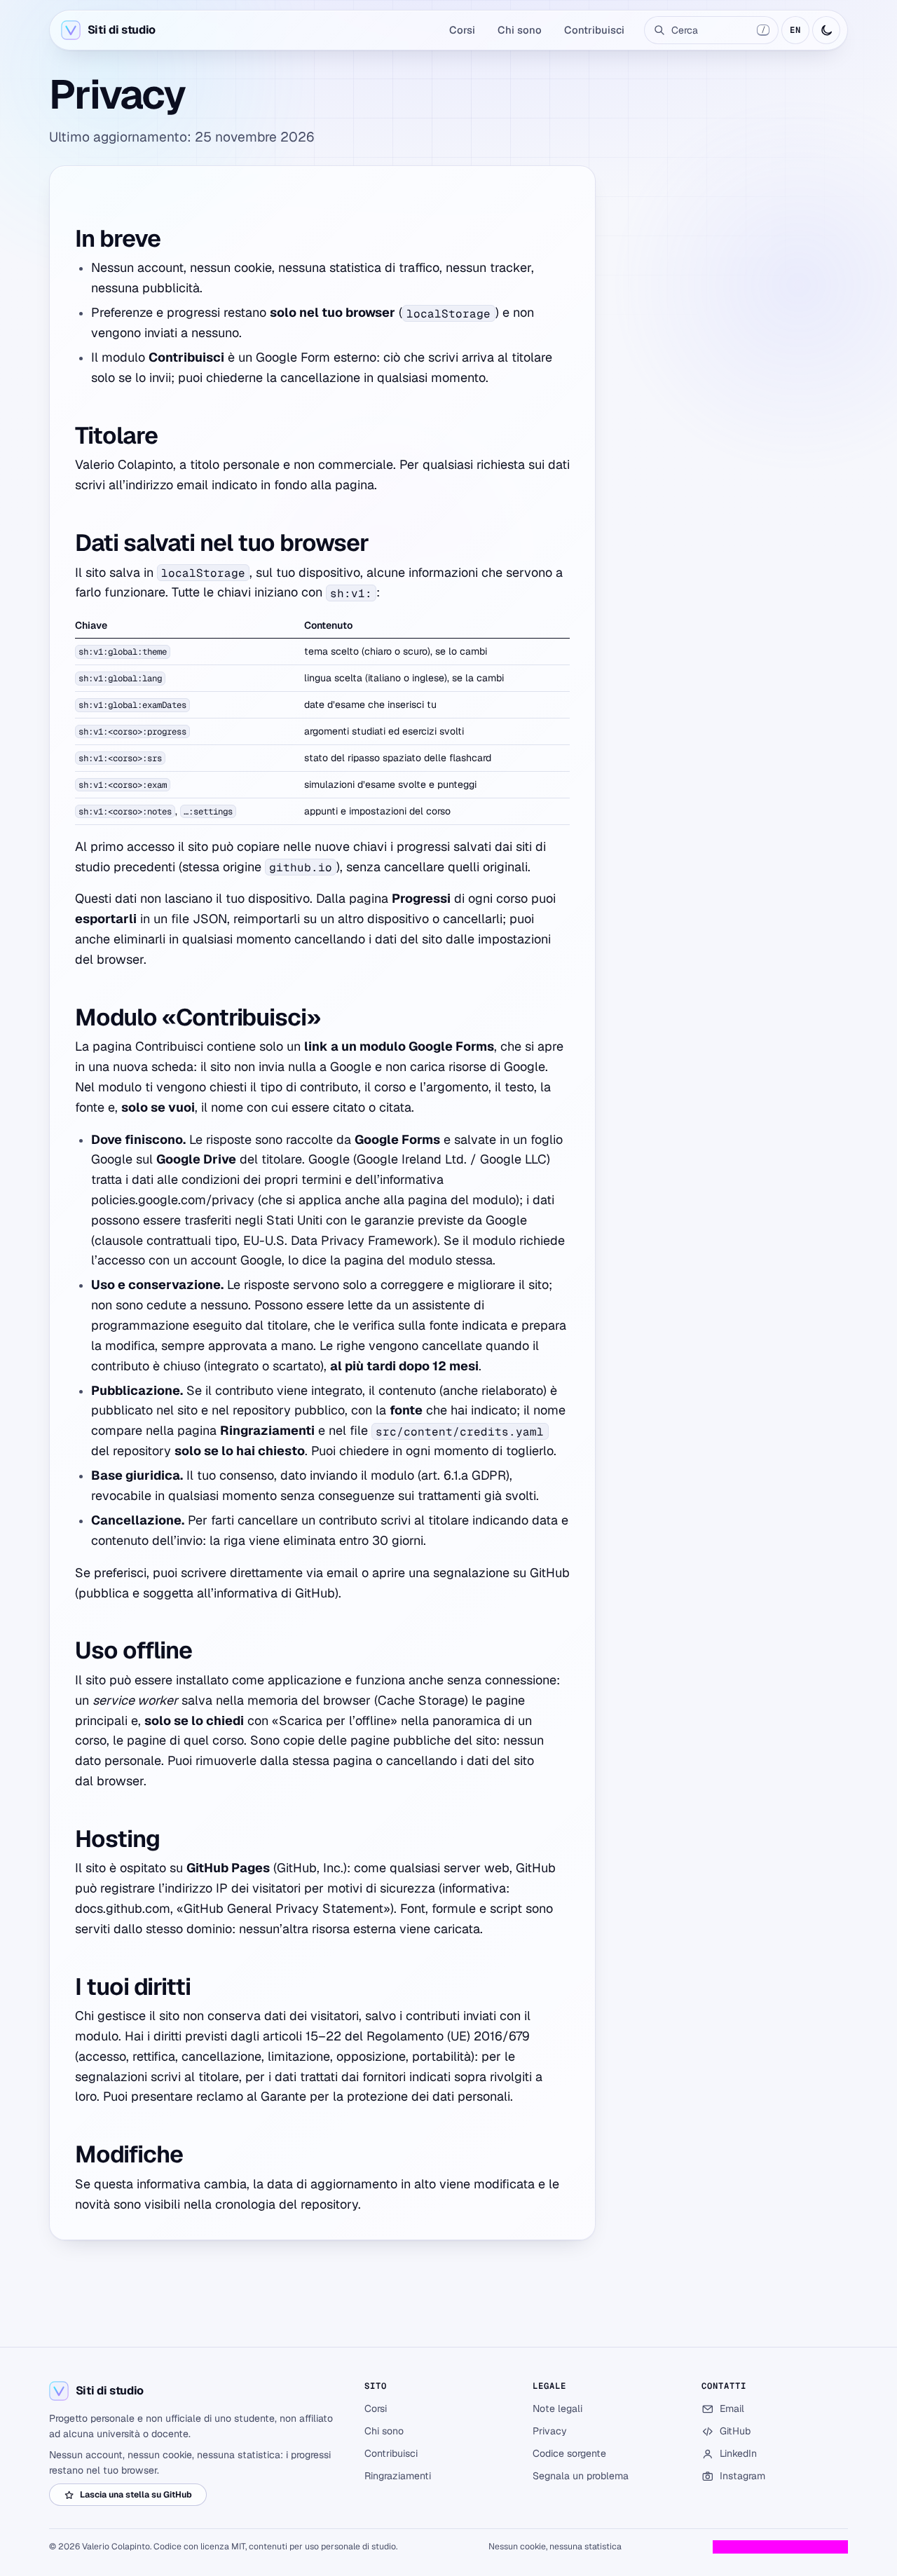 Siti di studio
Corsi
Chi sono
Contribuisci
Cerca
/
EN
Privacy
Ultimo aggiornamento: 25 novembre 2026
In breve
Nessun account, nessun cookie, nessuna statistica di traffico, nessun tracker,
nessuna pubblicità.
Preferenze e progressi restano solo nel tuo browser (localStorage) e non
vengono inviati a nessuno.
Il modulo Contribuisci è un Google Form esterno: ciò che scrivi arriva al titolare
solo se lo invii; puoi chiederne la cancellazione in qualsiasi momento.
Titolare
Valerio Colapinto, a titolo personale e non commerciale. Per qualsiasi richiesta sui dati
scrivi all’indirizzo email indicato in fondo alla pagina.
Dati salvati nel tuo browser
Il sito salva in localStorage, sul tuo dispositivo, alcune informazioni che servono a
farlo funzionare. Tutte le chiavi iniziano con sh:v1::
Chiave Contenuto
sh:v1:global:theme tema scelto (chiaro o scuro), se lo cambi
sh:v1:global:lang lingua scelta (italiano o inglese), se la cambi
sh:v1:global:examDates date d’esame che inserisci tu
sh:v1:<corso>:progress argomenti studiati ed esercizi svolti
sh:v1:<corso>:srs stato del ripasso spaziato delle flashcard
sh:v1:<corso>:exam simulazioni d’esame svolte e punteggi
sh:v1:<corso>:notes, …:settings appunti e impostazioni del corso
Al primo accesso il sito può copiare nelle nuove chiavi i progressi salvati dai siti di
studio precedenti (stessa origine github.io), senza cancellare quelli originali.
Questi dati non lasciano il tuo dispositivo. Dalla pagina Progressi di ogni corso puoi
esportarli in un file JSON, reimportarli su un altro dispositivo o cancellarli; puoi
anche eliminarli in qualsiasi momento cancellando i dati del sito dalle impostazioni
del browser.
Modulo «Contribuisci»
La pagina Contribuisci contiene solo un link a un modulo Google Forms, che si apre
in una nuova scheda: il sito non invia nulla a Google e non carica risorse di Google.
Nel modulo ti vengono chiesti il tipo di contributo, il corso e l’argomento, il testo, la
fonte e, solo se vuoi, il nome con cui essere citato o citata.
Dove finiscono. Le risposte sono raccolte da Google Forms e salvate in un foglio
Google sul Google Drive del titolare. Google (Google Ireland Ltd. / Google LLC)
tratta i dati alle condizioni dei propri termini e dell’informativa
policies.google.com/privacy (che si applica anche alla pagina del modulo); i dati
possono essere trasferiti negli Stati Uniti con le garanzie previste da Google
(clausole contrattuali tipo, EU-U.S. Data Privacy Framework). Se il modulo richiede
l’accesso con un account Google, lo dice la pagina del modulo stessa.
Uso e conservazione. Le risposte servono solo a correggere e migliorare il sito;
non sono cedute a nessuno. Possono essere lette da un assistente di
programmazione eseguito dal titolare, che le verifica sulla fonte indicata e prepara
la modifica, sempre approvata a mano. Le righe vengono cancellate quando il
contributo è chiuso (integrato o scartato), al più tardi dopo 12 mesi.
Pubblicazione. Se il contributo viene integrato, il contenuto (anche rielaborato) è
pubblicato nel sito e nel repository pubblico, con la fonte che hai indicato; il nome
compare nella pagina Ringraziamenti e nel file src/content/credits.yaml
del repository solo se lo hai chiesto. Puoi chiedere in ogni momento di toglierlo.
Base giuridica. Il tuo consenso, dato inviando il modulo (art. 6.1.a GDPR),
revocabile in qualsiasi momento senza conseguenze sui trattamenti già svolti.
Cancellazione. Per farti cancellare un contributo scrivi al titolare indicando data e
contenuto dell’invio: la riga viene eliminata entro 30 giorni.
Se preferisci, puoi scrivere direttamente via email o aprire una segnalazione su GitHub
(pubblica e soggetta all’informativa di GitHub).
Uso offline
Il sito può essere installato come applicazione e funziona anche senza connessione:
un service worker salva nella memoria del browser (Cache Storage) le pagine
principali e, solo se lo chiedi con «Scarica per l’offline» nella panoramica di un
corso, le pagine di quel corso. Sono copie delle pagine pubbliche del sito: nessun
dato personale. Puoi rimuoverle dalla stessa pagina o cancellando i dati del sito
dal browser.
Hosting
Il sito è ospitato su GitHub Pages (GitHub, Inc.): come qualsiasi server web, GitHub
può registrare l’indirizzo IP dei visitatori per motivi di sicurezza (informativa:
docs.github.com, «GitHub General Privacy Statement»). Font, formule e script sono
serviti dallo stesso dominio: nessun’altra risorsa esterna viene caricata.
I tuoi diritti
Chi gestisce il sito non conserva dati dei visitatori, salvo i contributi inviati con il
modulo. Hai i diritti previsti dagli articoli 15–22 del Regolamento (UE) 2016/679
(accesso, rettifica, cancellazione, limitazione, opposizione, portabilità): per le
segnalazioni scrivi al titolare, per i dati trattati dai fornitori indicati sopra rivolgiti a
loro. Puoi presentare reclamo al Garante per la protezione dei dati personali.
Modifiche
Se questa informativa cambia, la data di aggiornamento in alto viene modificata e le
novità sono visibili nella cronologia del repository.
Siti di studio
Progetto personale e non ufficiale di uno studente, non affiliato
ad alcuna università o docente.
Nessun account, nessun cookie, nessuna statistica: i progressi
restano nel tuo browser.
Lascia una stella su GitHub
SITO
Corsi
Chi sono
Contribuisci
Ringraziamenti
LEGALE
Note legali
Privacy
Codice sorgente
Segnala un problema
CONTATTI
Email
GitHub
LinkedIn
Instagram
© 2026 Valerio Colapinto. Codice con licenza MIT, contenuti per uso personale di studio.
Nessun cookie, nessuna statistica